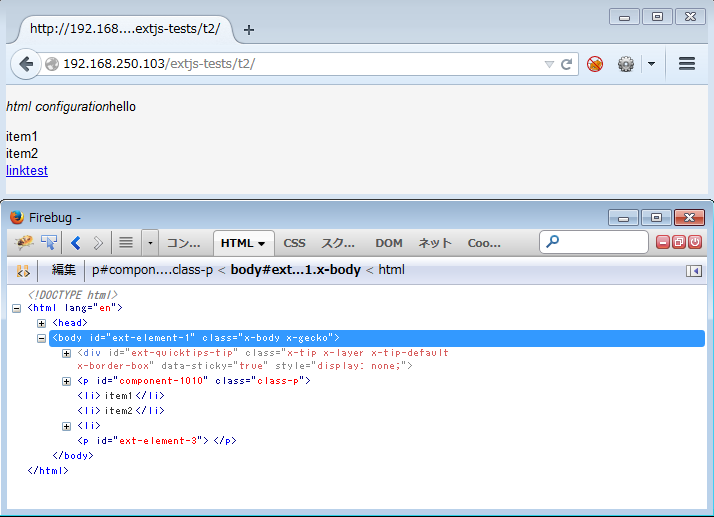 http://192.168....extjs-tests/t2/
192.168.250.103/extjs-tests/t2/
html configurationhello
item1
item2
linktest
Firebug -
コン... HTML CSS スク... DOM ネット Coo...
編集 p#compon....class-p < body#ext...1.x-body < html
<!DOCTYPE html>
<html lang="en">
<head>
<body id="ext-element-1" class="x-body x-gecko">
<div id="ext-quicktips-tip" class="x-tip x-layer x-tip-default
x-border-box" data-sticky="true" style="display: none;">
<p id="component-1010" class="class-p">
<li>item1</li>
<li>item2</li>
<li>
<p id="ext-element-3"></p>
</body>
</html>